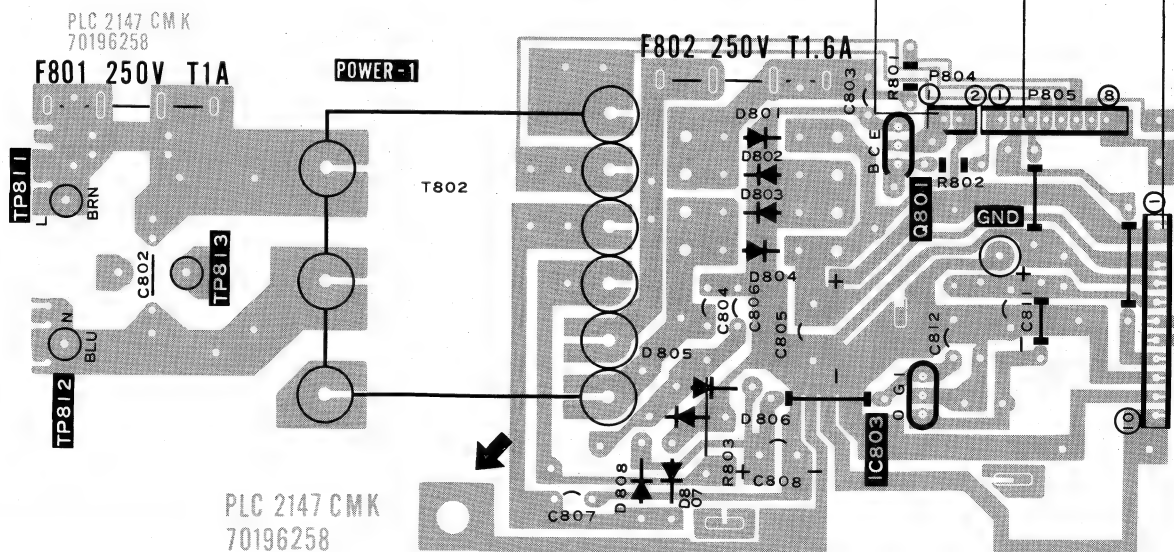 PLC 2147 CMK
70196258
F801 250V T1A
POWER-1
F802 250V T1.6A
C803
R801
P804
1
2
1
P805
8
D801
D802
D803
D804
B C E
R802
Q801
GND
1
TP811
L
BRN
T802
C802
TP813
+
+
C804
C806
C805
C812
C811
−
N
BLU
TP812
D805
D806
−
O G I
IC803
10
R803
+
C808
−
D808
D807
C807
PLC 2147 CMK
70196258